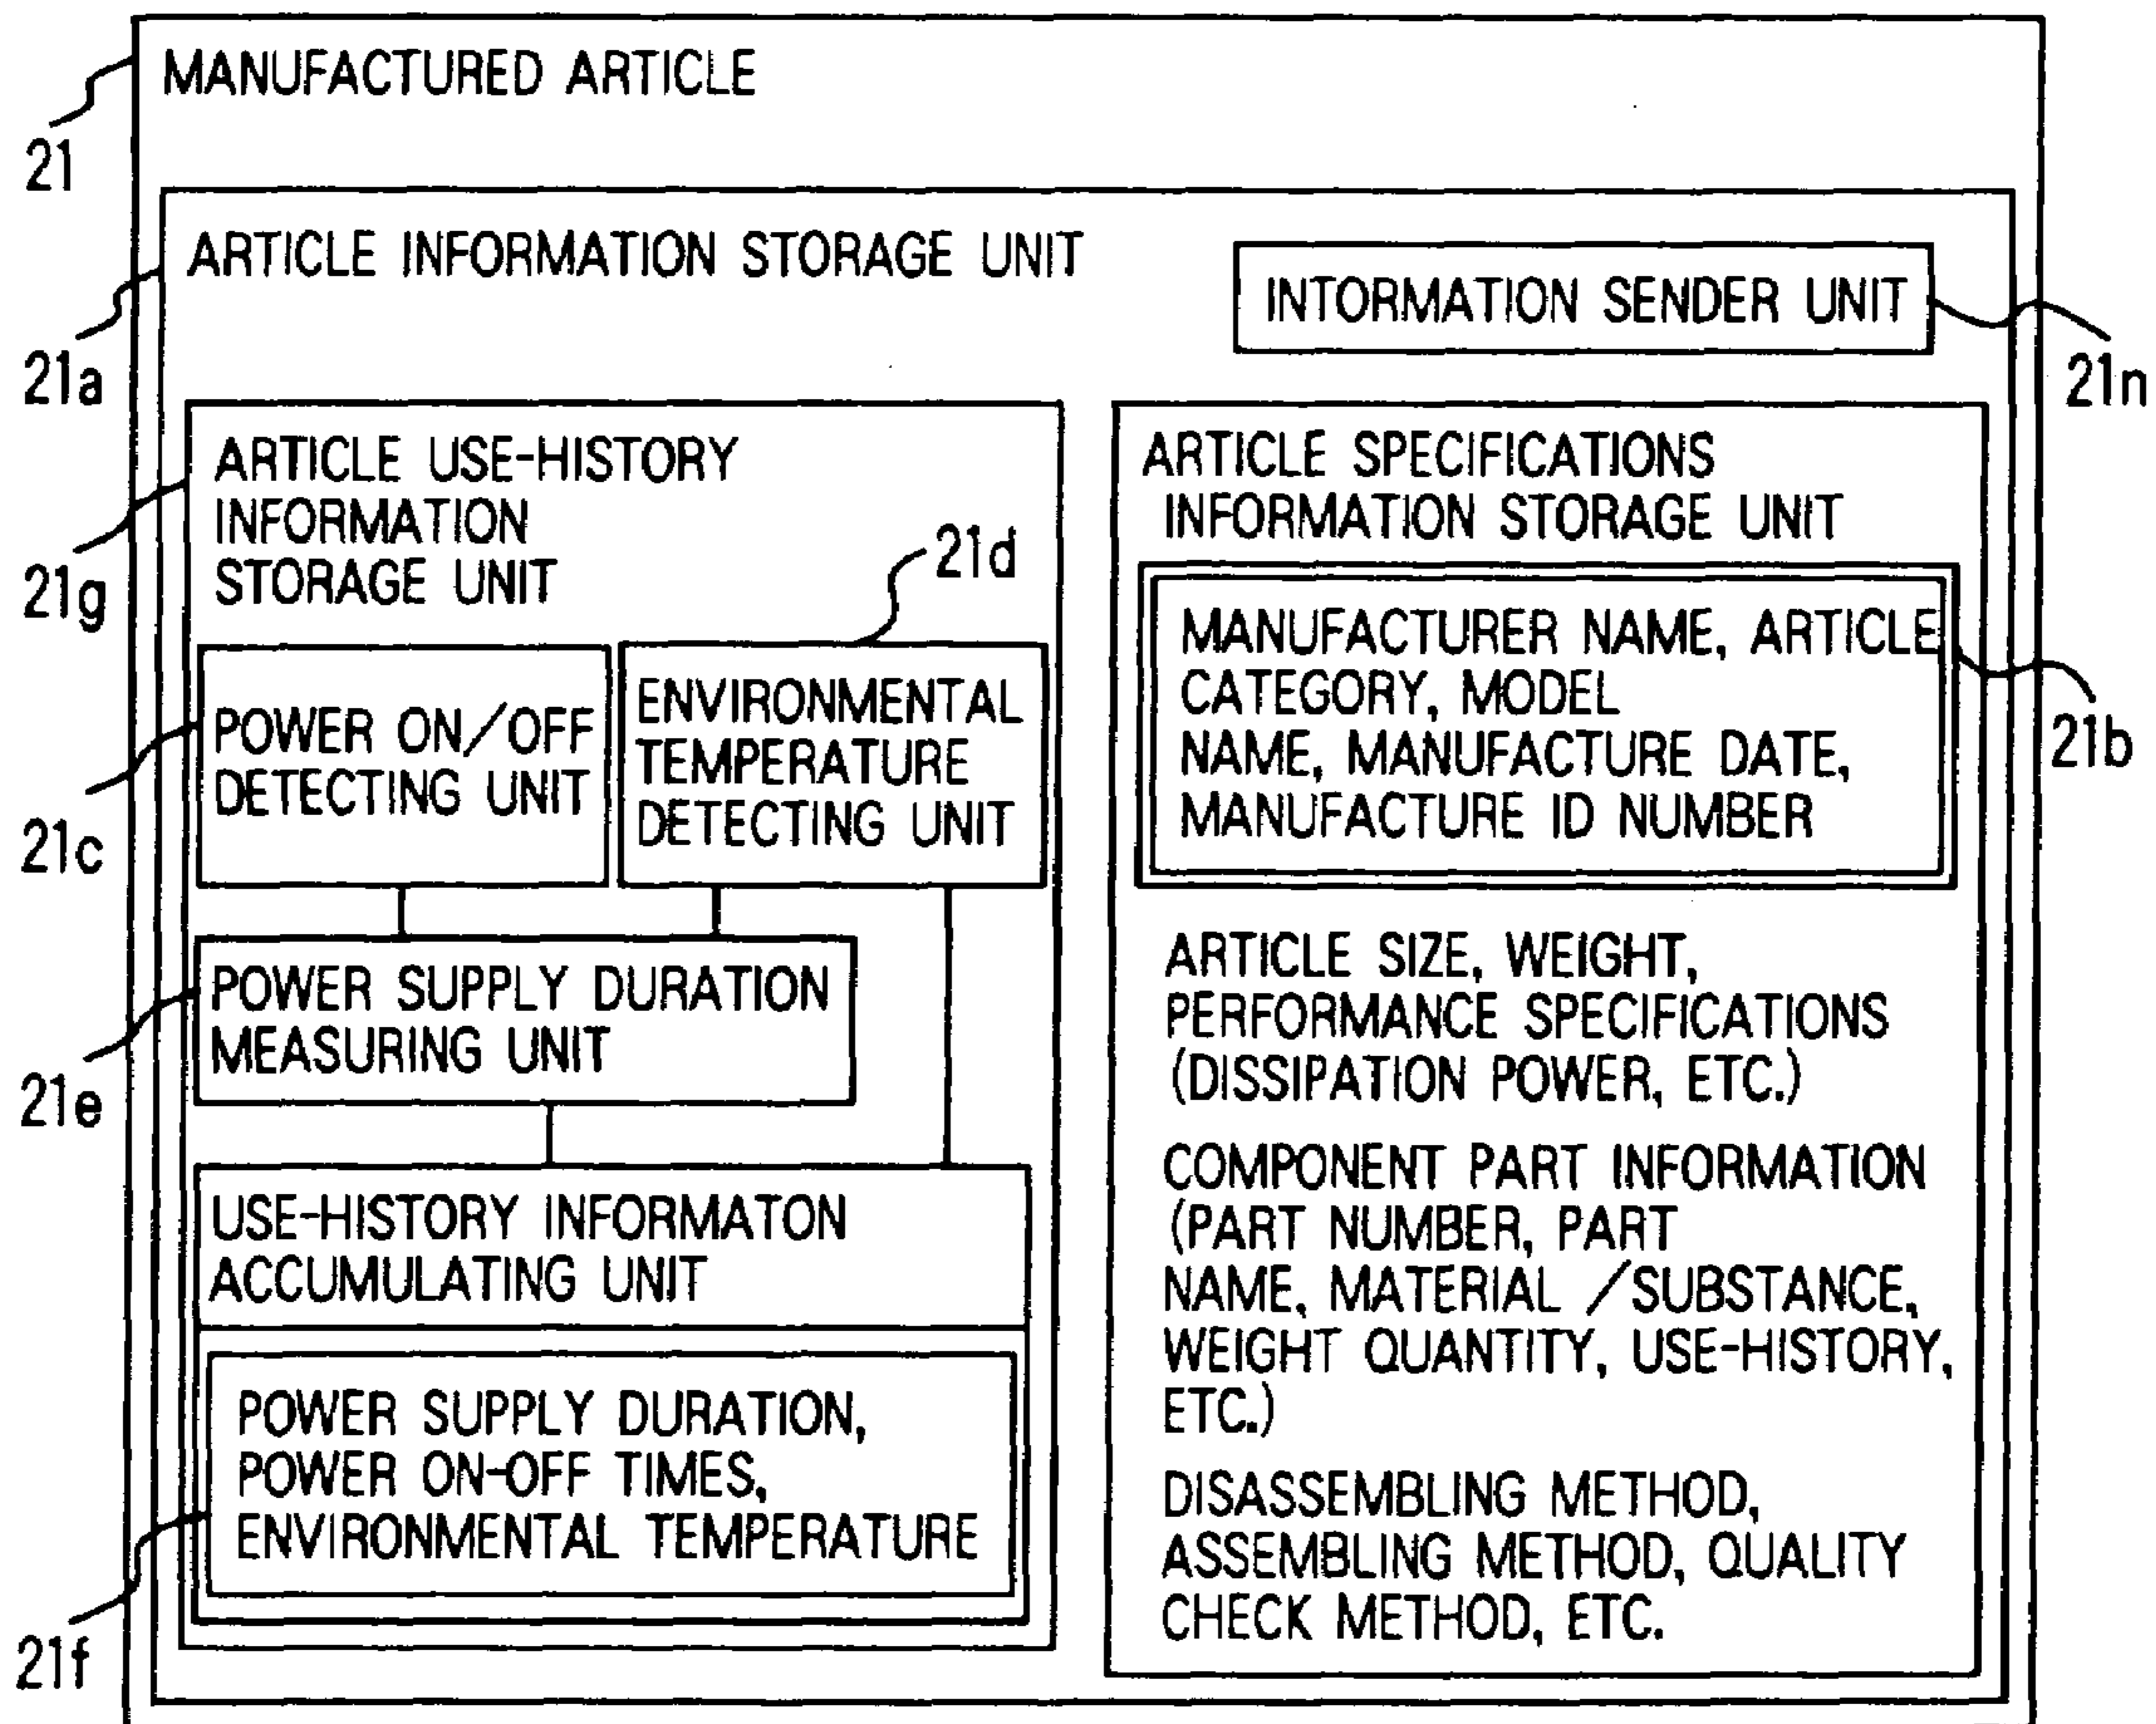 MANUFACTURED ARTICLE
21
ARTICLE INFORMATION STORAGE UNIT
21a
INTORMATION SENDER UNIT
21n
ARTICLE USE-HISTORY
INFORMATION
STORAGE UNIT
21g
21d
POWER ON/OFF
DETECTING UNIT
21c
ENVIRONMENTAL
TEMPERATURE
DETECTING UNIT
POWER SUPPLY DURATION
MEASURING UNIT
21e
USE-HISTORY INFORMATON
ACCUMULATING UNIT
POWER SUPPLY DURATION,
POWER ON-OFF TIMES,
ENVIRONMENTAL TEMPERATURE
21f
ARTICLE SPECIFICATIONS
INFORMATION STORAGE UNIT
MANUFACTURER NAME, ARTICLE
CATEGORY, MODEL
NAME, MANUFACTURE DATE,
MANUFACTURE ID NUMBER
21b
ARTICLE SIZE, WEIGHT,
PERFORMANCE SPECIFICATIONS
(DISSIPATION POWER, ETC.)
COMPONENT PART INFORMATION
(PART NUMBER, PART
NAME, MATERIAL /SUBSTANCE,
WEIGHT QUANTITY, USE-HISTORY,
ETC.)
DISASSEMBLING METHOD,
ASSEMBLING METHOD, QUALITY
CHECK METHOD, ETC.